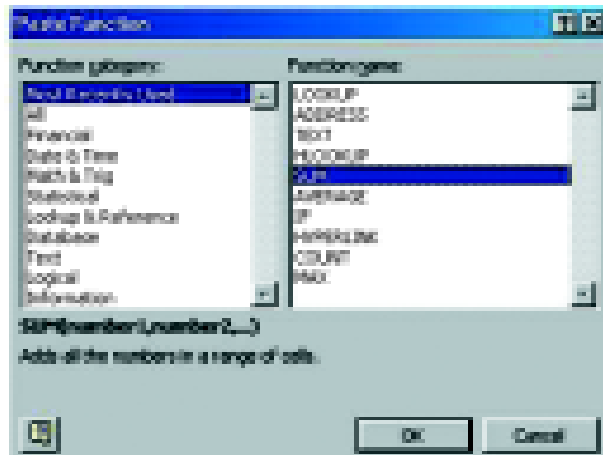 Paste Function
Function category:
Function name:
Most Recently Used
All
Financial
Date & Time
Math & Trig
Statistical
Lookup & Reference
Database
Text
Logical
Information
LOOKUP
ADDRESS
TEXT
SUM
AVERAGE
IF
HYPERLINK
COUNT
MAX
SUM(number1,number2,...)
Adds all the numbers in a range of cells.
OK
Cancel